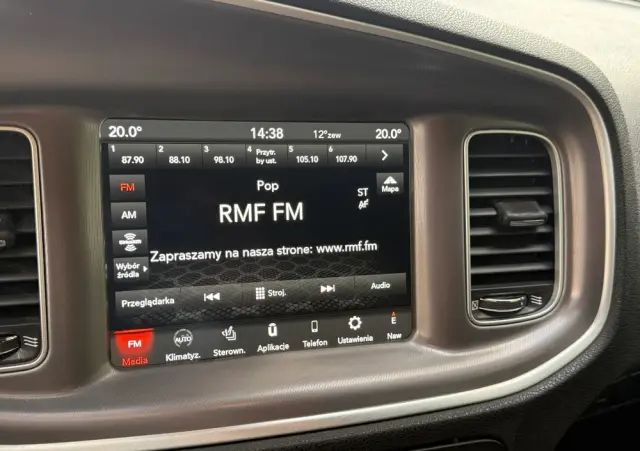 20.0° 14:38 12°zew 20.0°
1 2 3 4 Przytr. 5 6
87.90 88.10 98.10 by ust. 105.10 107.90
FM Pop Mapa
ST
AF
RMF FM
AM
Zapraszamy na nasza strone: www.rmf.fm
Wybór
źródła
Przeglądarka Stroj. Audio
FM AUTO E
Media Klimatyz. Sterown. Aplikacje Telefon Ustawienia Naw